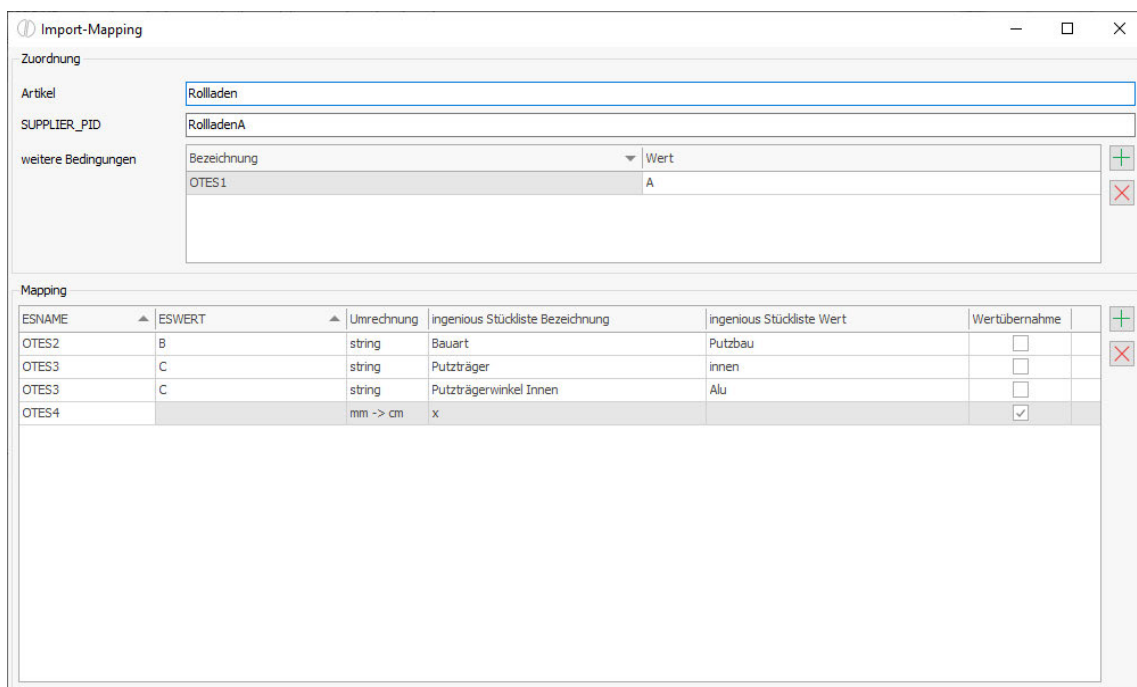 Import-Mapping
Zuordnung
Artikel Rollladen
SUPPLIER_PID RollladenA
weitere Bedingungen Bezeichnung Wert
OTES1 A
Mapping
ESNAME ESWERT Umrechnung ingenious Stückliste Bezeichnung ingenious Stückliste Wert Wertübernahme
OTES2 B string Bauart Putzbau
OTES3 C string Putzträger innen
OTES3 C string Putzträgerwinkel Innen Alu
OTES4 mm -> cm x